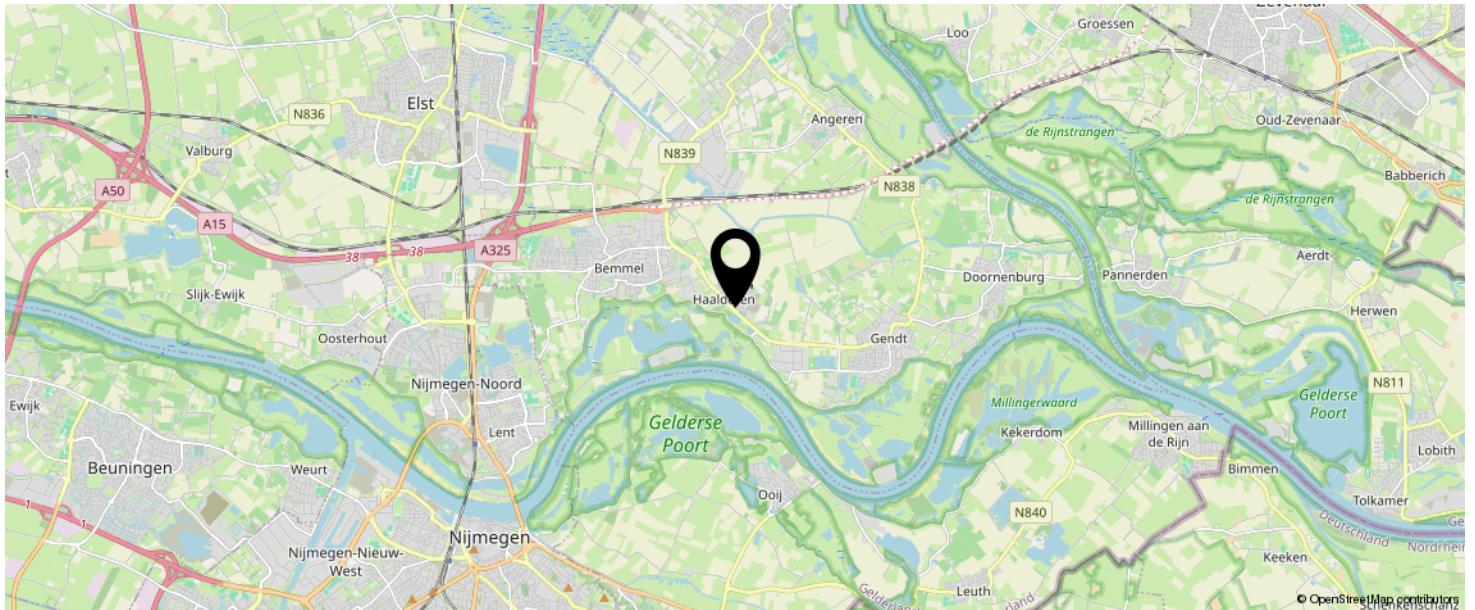 Zevenaar
Groessen
Loo
Elst
N836
Angeren
Oud-Zevenaar
de Rijnstrangen
Valburg
N839
A50
N838
Babberich
de Rijnstrangen
A15
A325
38
38
Bemmel
Aerdt
Doornenburg
Pannerden
Slijk-Ewijk
Herwen
Oosterhout
Gendt
Nijmegen-Noord
N811
Gelderse
Poort
Ewijk
Millingerwaard
Gelderse
Poort
Lent
Kekerdom
Millingen aan
de Rijn
Beuningen
Weurt
Lobith
Bimmen
Ooij
Tolkamer
1
1
N840
Deutschland
Nijmegen
Nijmegen-Nieuw-
West
Keeken
Leuth
© OpenStreetMap contributors